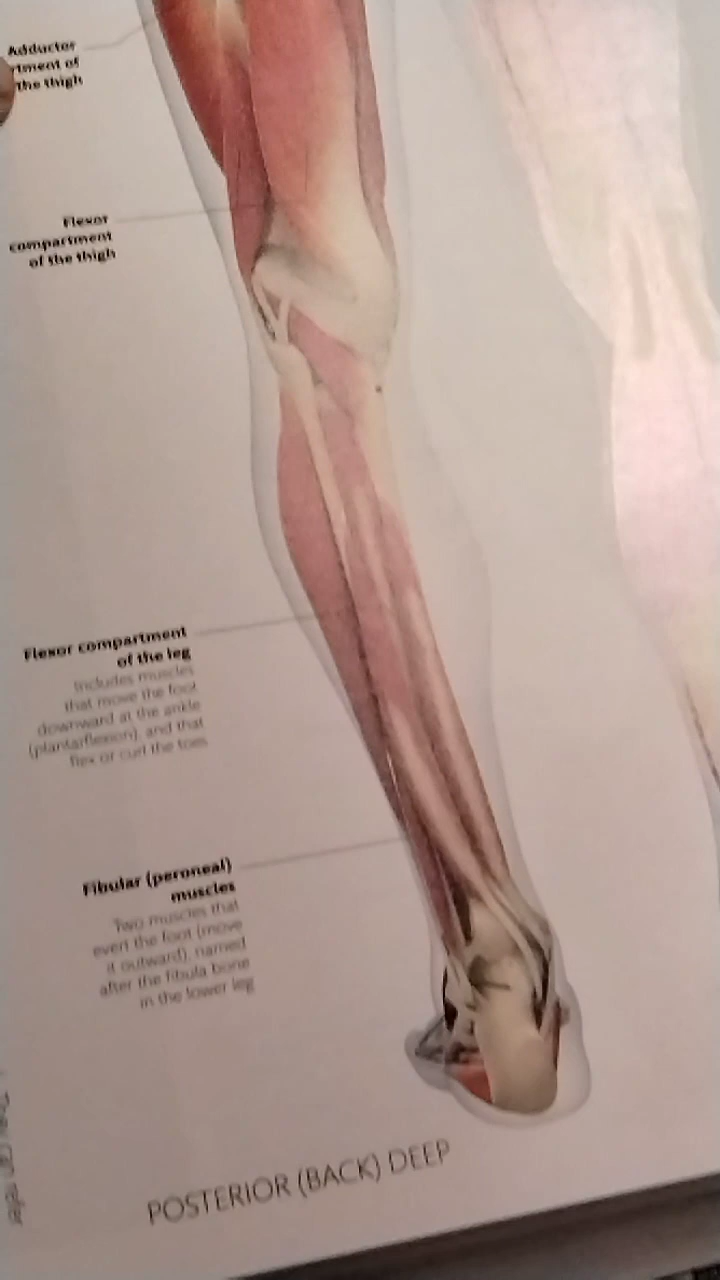 Adductor
of
the thigh
Flexor
compartment
of the thigh
Flexor compartment
of the leg
Includes muscles
that move the foot
downward at the ankle
(plantarflexion), and that
flex or curl the toes
Fibular (peroneal)
muscles
Two muscles that
evert the foot (move
it outward), named
after the fibula bone
in the lower leg
POSTERIOR (BACK) DEEP